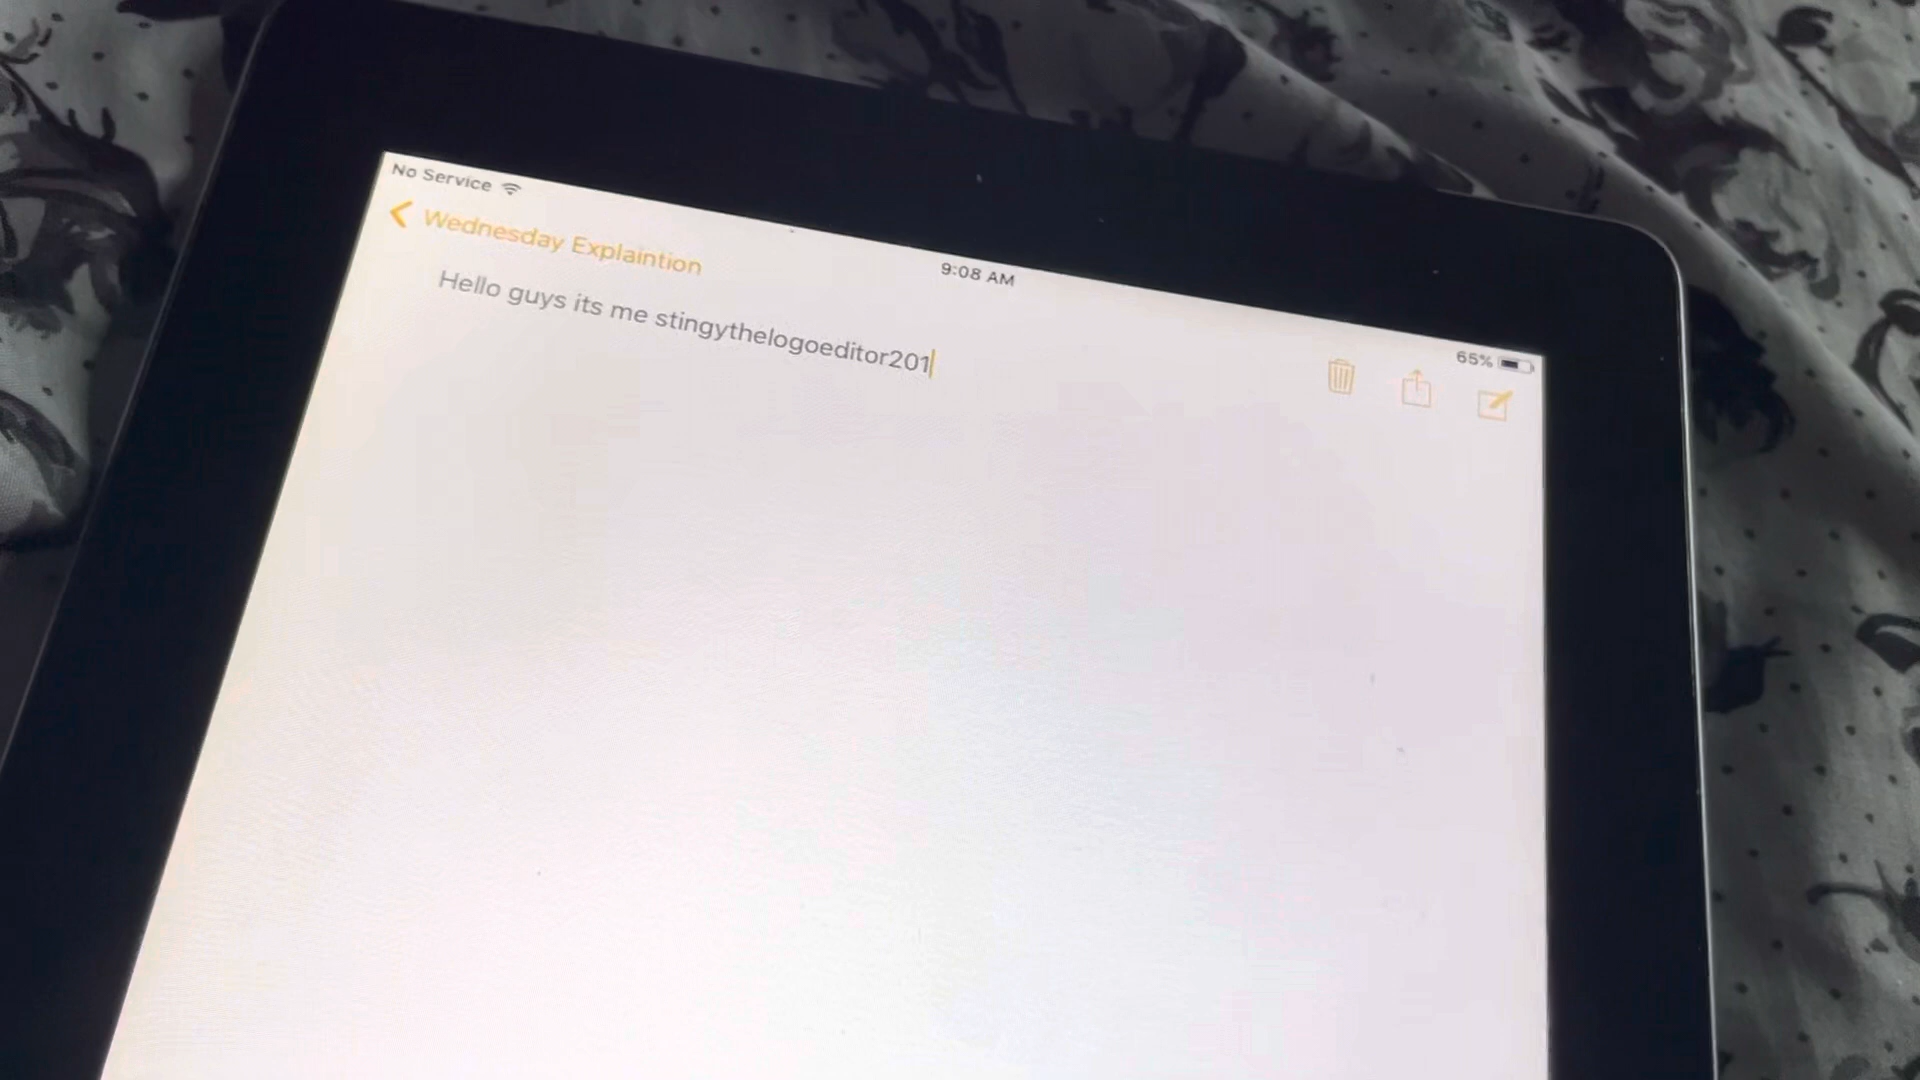 No Service
9:08 AM
65%
Wednesday Explaintion
Hello guys its me stingythelogoeditor201